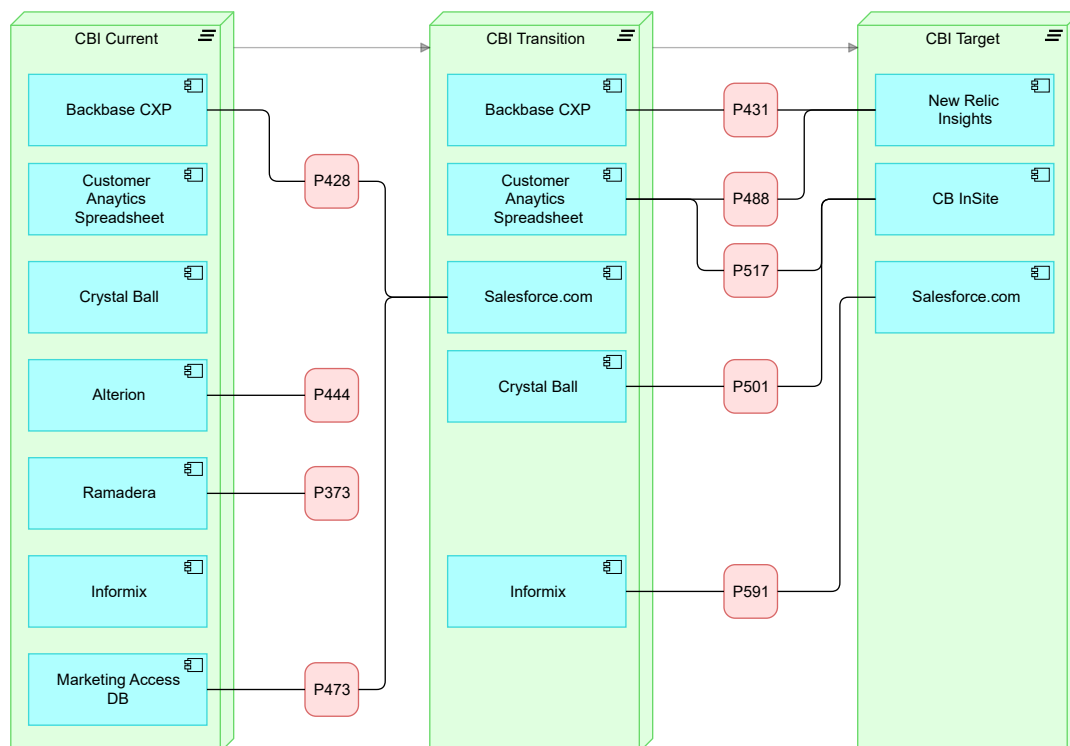 CBI Current
CBI Transition
CBI Target
Backbase CXP
Customer
Anaytics
Spreadsheet
Crystal Ball
Alterion
Ramadera
Informix
Marketing Access
DB
P428
P444
P373
P473
Backbase CXP
Customer
Anaytics
Spreadsheet
Salesforce.com
Crystal Ball
Informix
P431
P488
P517
P501
P591
New Relic
Insights
CB InSite
Salesforce.com